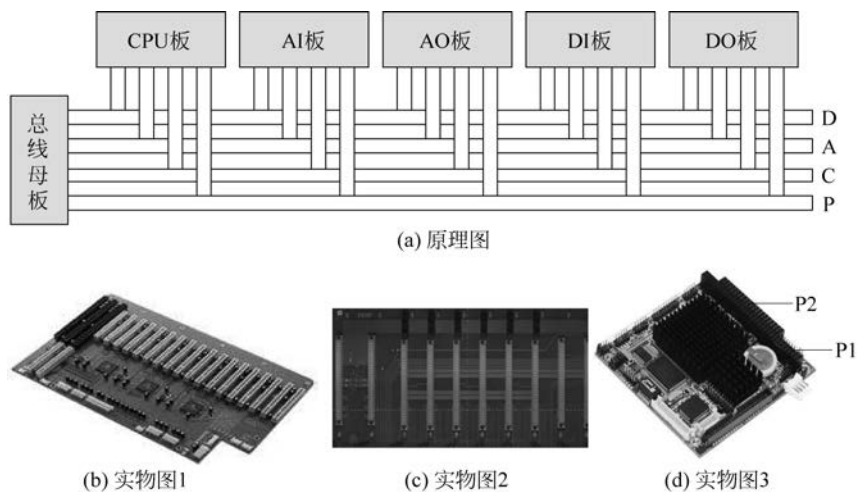 CPU板
AI板
AO板
DI板
DO板
总线母板
D
A
C
P
(a) 原理图
P2
P1
(b) 实物图1
(c) 实物图2
(d) 实物图3